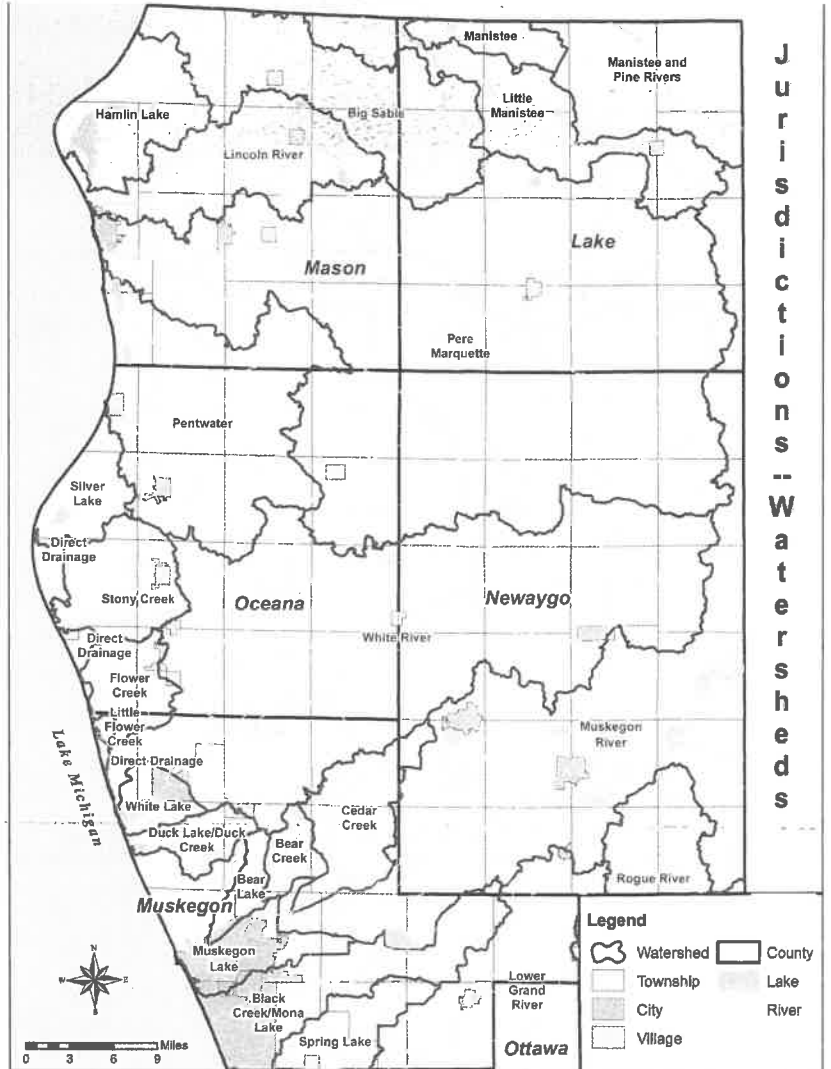 Jurisdictions--Watersheds
Manistee
Manistee and
Pine Rivers
Little
Manistee
Hamlin Lake
Big Sable
Lincoln River
Lake
Mason
Pere
Marquette
Pentwater
Silver
Lake
Direct
Drainage
Stony Creek
Oceana
Newaygo
White River
Direct
Drainage
Flower
Creek
Little
Flower
Creek
Lake Michigan
Muskegon
River
Direct Drainage
White Lake
Cedar
Creek
Duck Lake/Duck
Creek
Bear
Creek
Bear
Lake
Rogue River
Muskegon
Muskegon
Lake
Lower
Grand
River
Black
Creek/Mona
Lake
Spring Lake
Ottawa
N
W E
S
Miles
0 3 6 9
Legend
Watershed County
Township Lake
City River
Village